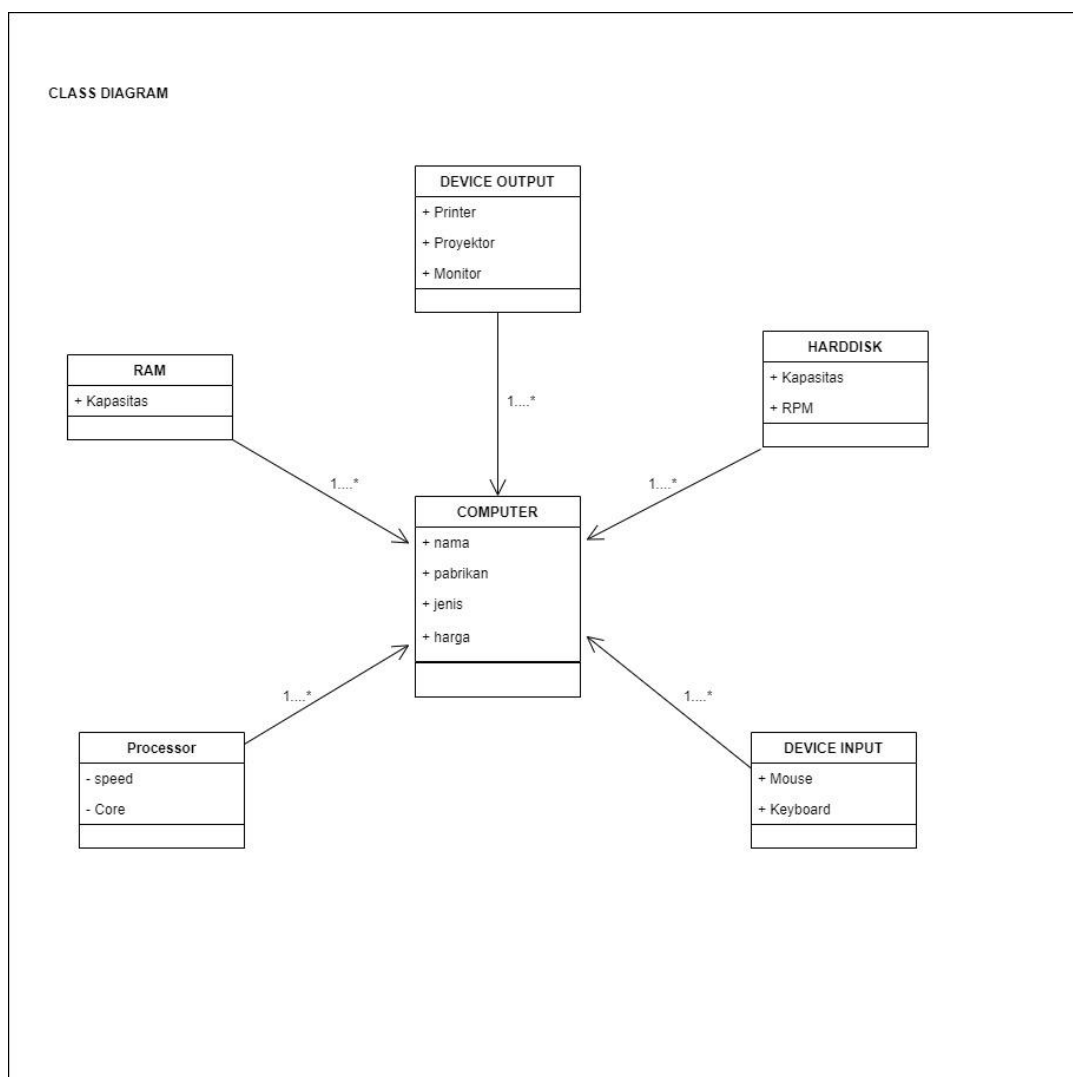 CLASS DIAGRAM
DEVICE OUTPUT
+ Printer
+ Proyektor
+ Monitor
1....*
RAM
+ Kapasitas
1....*
HARDDISK
+ Kapasitas
+ RPM
1....*
COMPUTER
+ nama
+ pabrikan
+ jenis
+ harga
Processor
- speed
- Core
1....*
DEVICE INPUT
+ Mouse
+ Keyboard
1....*